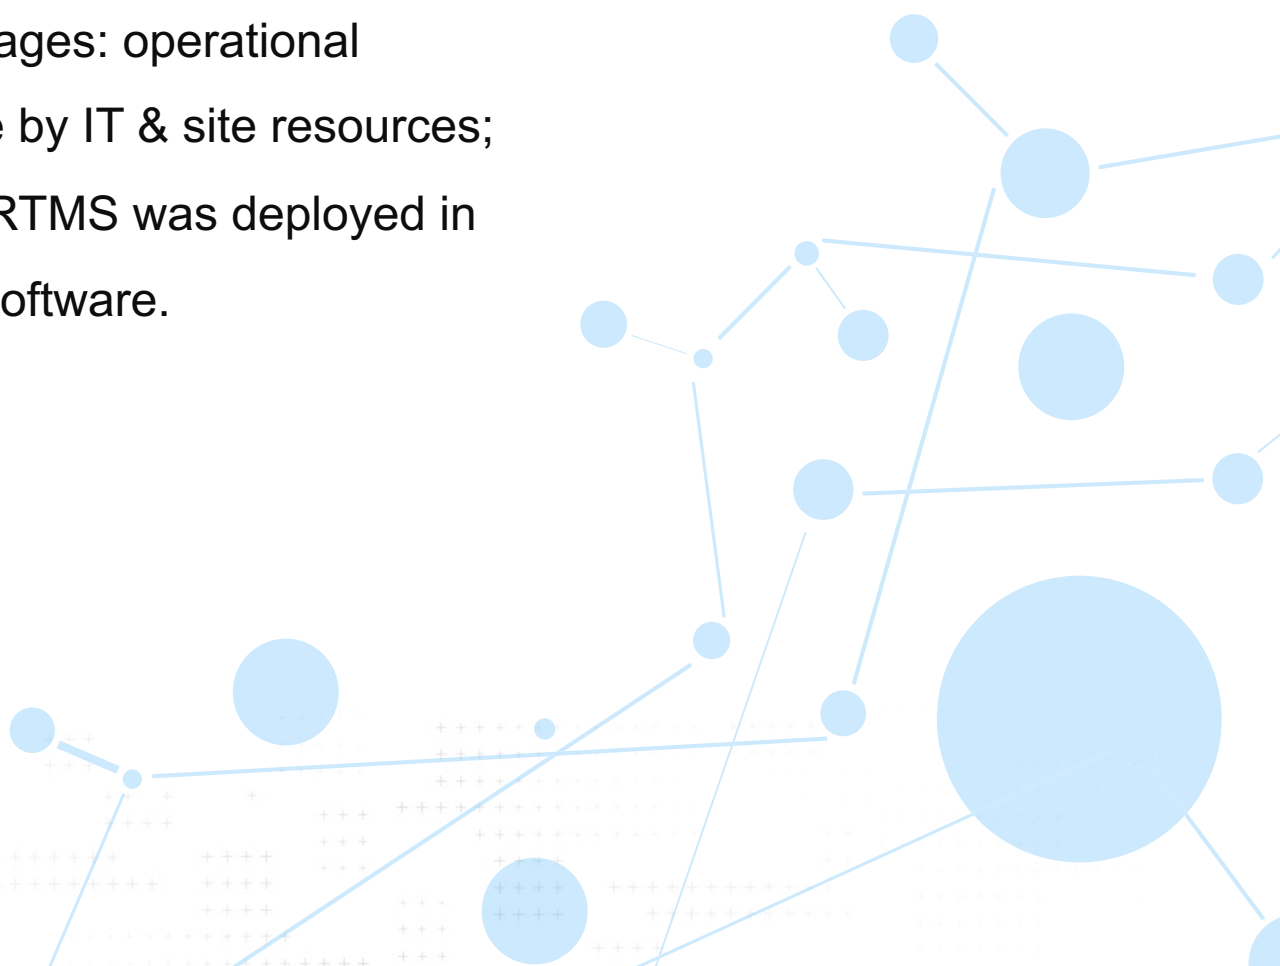 ages: operational
e by IT & site resources;
RTMS was deployed in
oftware.